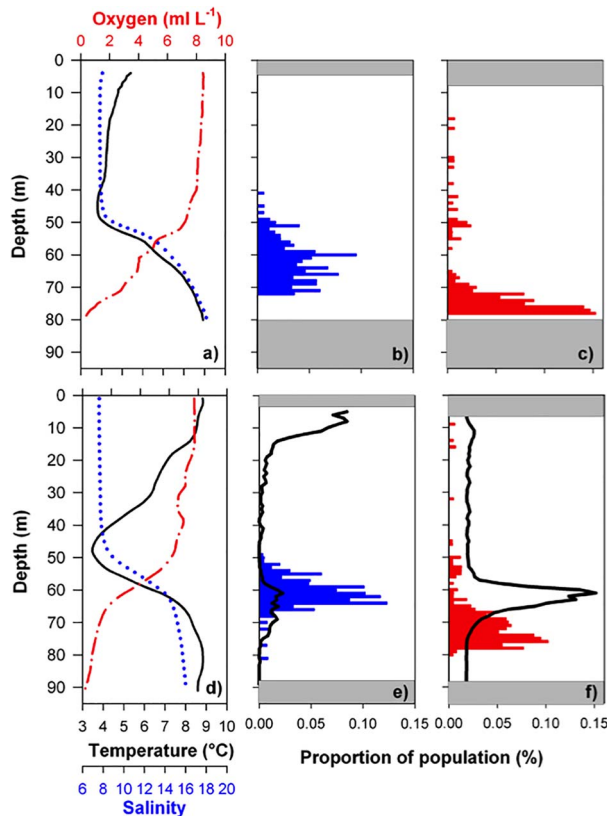 Oxygen (ml L-1)
0 2 4 6 8 10
0
10
20
30
40
50
60
70
80
90
Depth (m)
a)
b)
c)
0
10
20
30
40
50
60
70
80
90
Depth (m)
d)
e)
f)
3 4 5 6 7 8 9 10
0.00 0.05 0.10 0.15
0.00 0.05 0.10 0.15
Temperature (°C)
Proportion of population (%)
6 8 10 12 14 16 18 20
Salinity